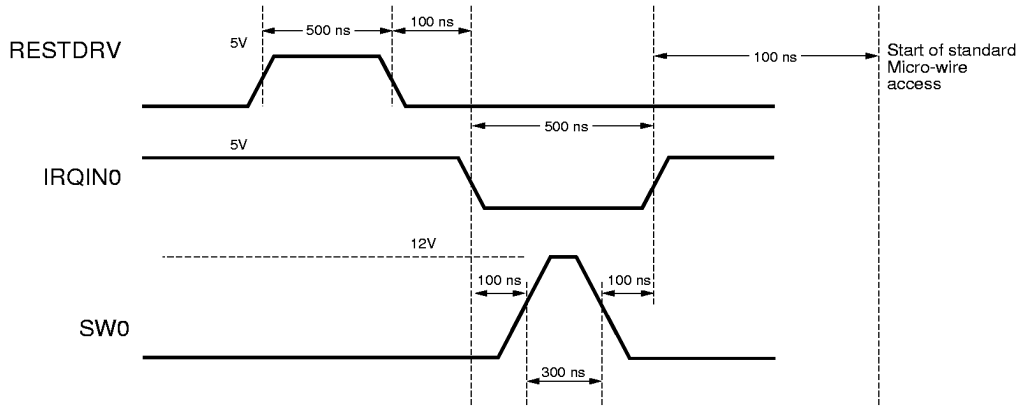 500 ns
100 ns
RESTDRV
5V
100 ns
Start of standard
Micro-wire
access
500 ns
5V
IRQIN0
12V
100 ns
100 ns
SW0
300 ns